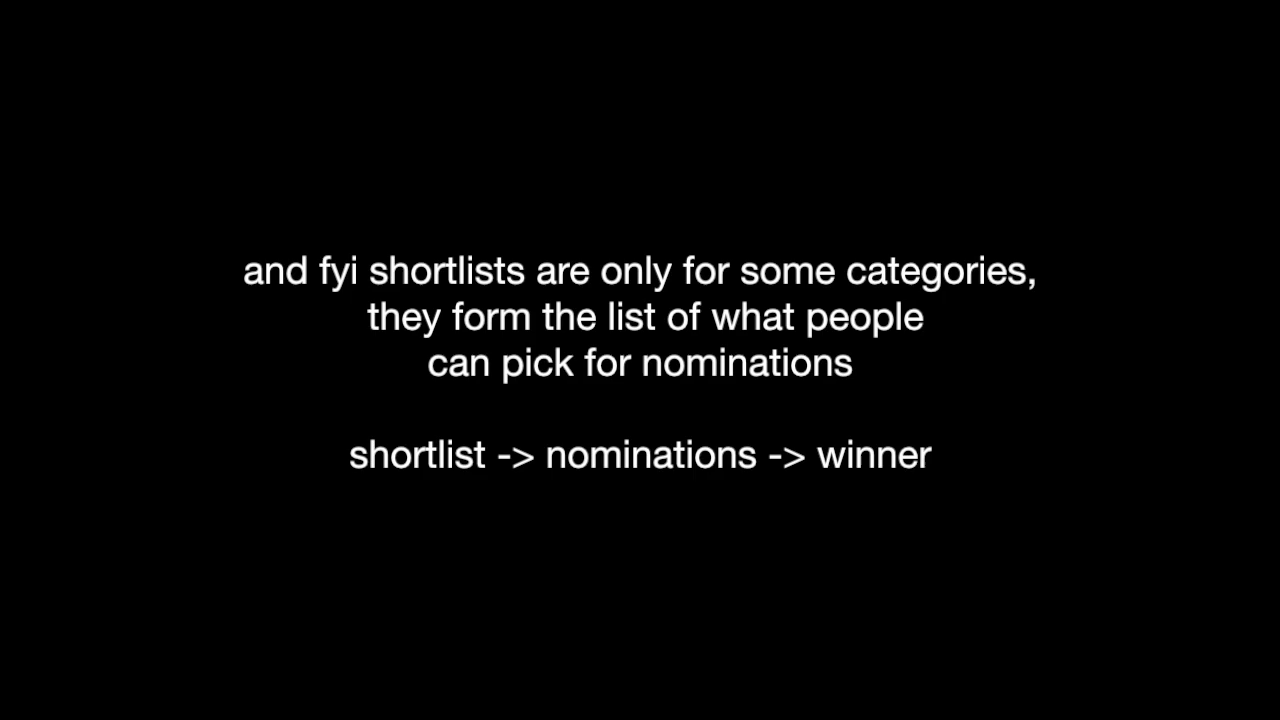 and fyi shortlists are only for some categories,
they form the list of what people
can pick for nominations
shortlist -> nominations -> winner